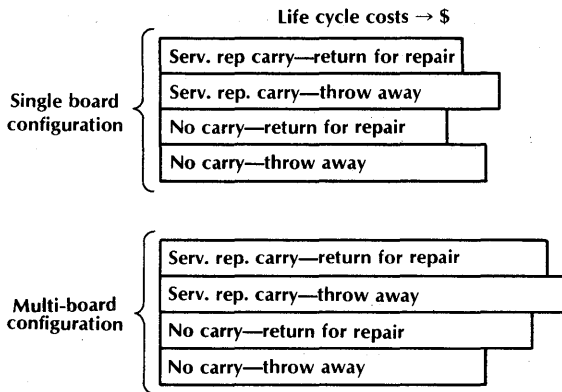 Life cycle costs → $
Single board
configuration
Serv. rep carry—return for repair
Serv. rep. carry—throw away
No carry—return for repair
No carry—throw away
Multi-board
configuration
Serv. rep. carry—return for repair
Serv. rep. carry—throw away
No carry—return for repair
No carry—throw away